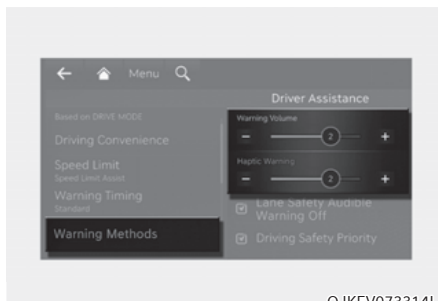 Menu
Driver Assistance
Based on DRIVE MODE
Driving Convenience
Speed Limit
Speed Limit Assist
Warning Timing
Standard
Warning Methods
Warning Volume
2
Haptic Warning
2
Lane Safety Audible
Warning Off
Driving Safety Priority